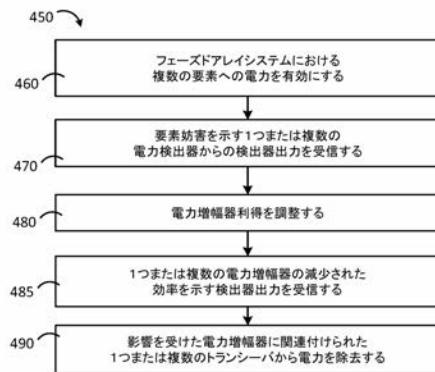 450
フェーズドアレイシステムにおける
複数の要素への電力を有効にする
460
要素妨害を示す1つまたは複数の
電力検出器からの検出器出力を受信する
470
電力増幅器利得を調整する
480
1つまたは複数の電力増幅器の減少された
効率を示す検出器出力を受信する
485
影響を受けた電力増幅器に関連付けられた
1つまたは複数のトランシーバから電力を除去する
490